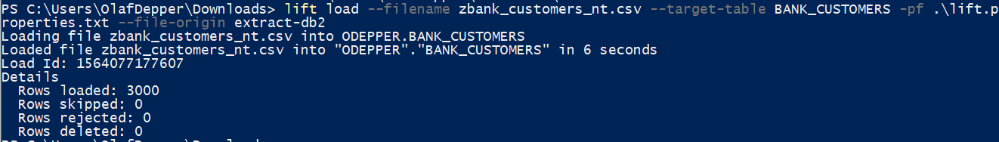 PS C:\Users\OlafDepper\Downloads> lift load --filename zbank_customers_nt.csv --target-table BANK_CUSTOMERS -pf .\lift.p
roperties.txt --file-origin extract-db2
Loading file zbank_customers_nt.csv into ODEPPER.BANK_CUSTOMERS
Loaded file zbank_customers_nt.csv into "ODEPPER"."BANK_CUSTOMERS" in 6 seconds
Load Id: 1564077177607
Details
  Rows loaded: 3000
  Rows skipped: 0
  Rows rejected: 0
  Rows deleted: 0